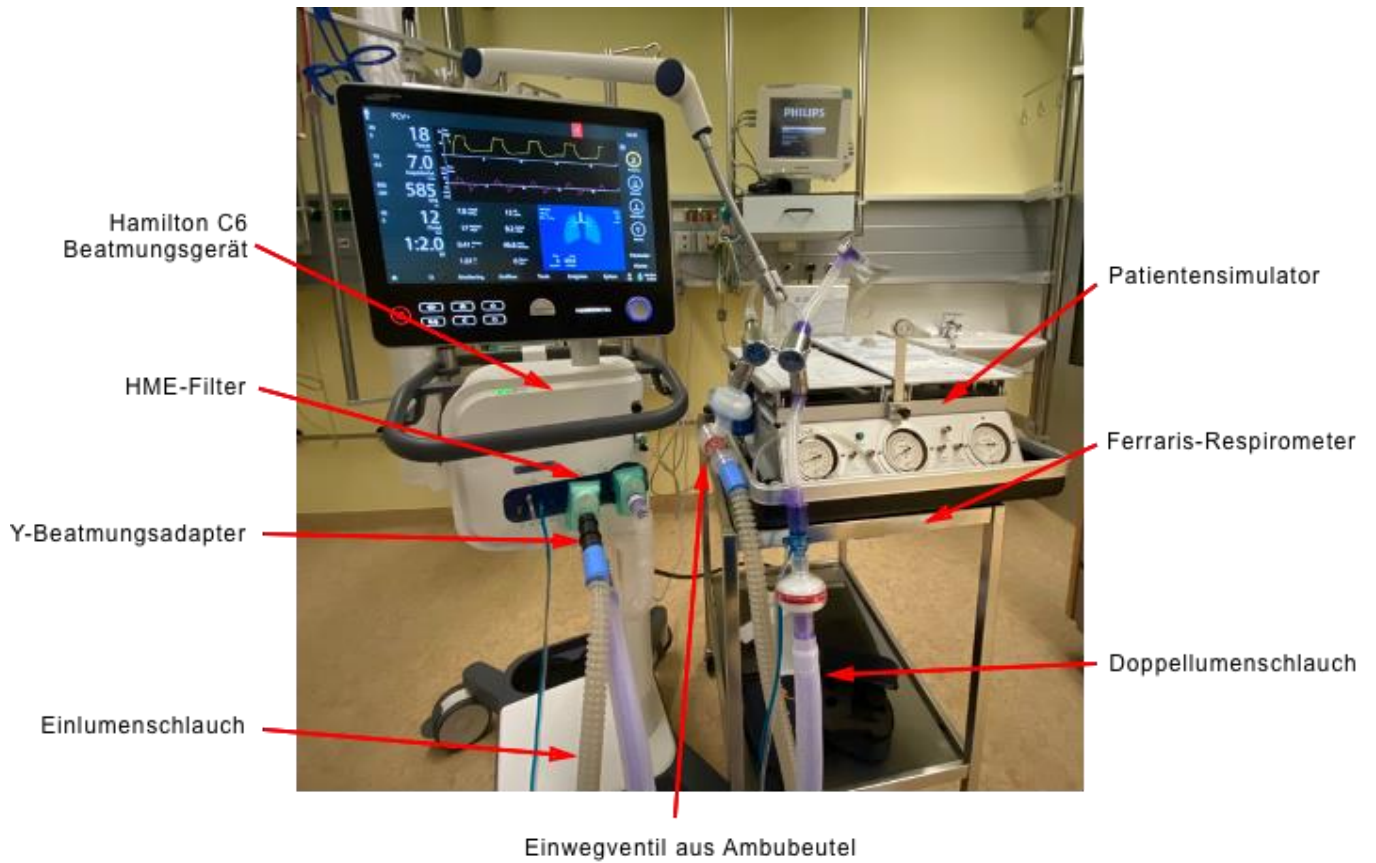 PCV+
18
7.0
585
12
1:2.0
PHILIPS
Hamilton C6
Beatmungsgerät
HME-Filter
Y-Beatmungsadapter
Einlumenschlauch
Patientensimulator
Ferraris-Respirometer
Doppellumenschlauch
Einwegventil aus Ambubeutel